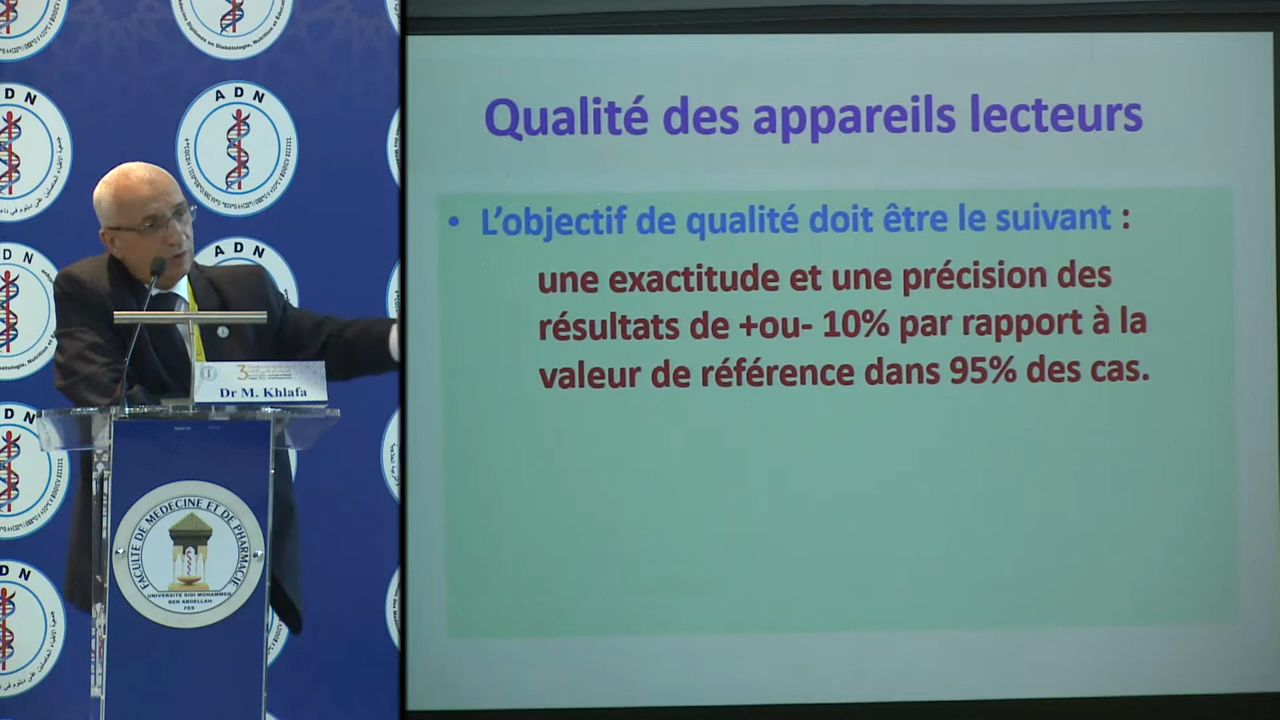 Qualité des appareils lecteurs
• L'objectif de qualité doit être le suivant :
une exactitude et une précision des
résultats de +ou- 10% par rapport à la
valeur de référence dans 95% des cas.
ADN
ADN
ADN
DN
DN
Dr M. Khlafa
FACULTE DE MEDECINE ET DE PHARMACIE
UNIVERSITE SIDI MOHAMMED
BEN ABDELLAH
FES